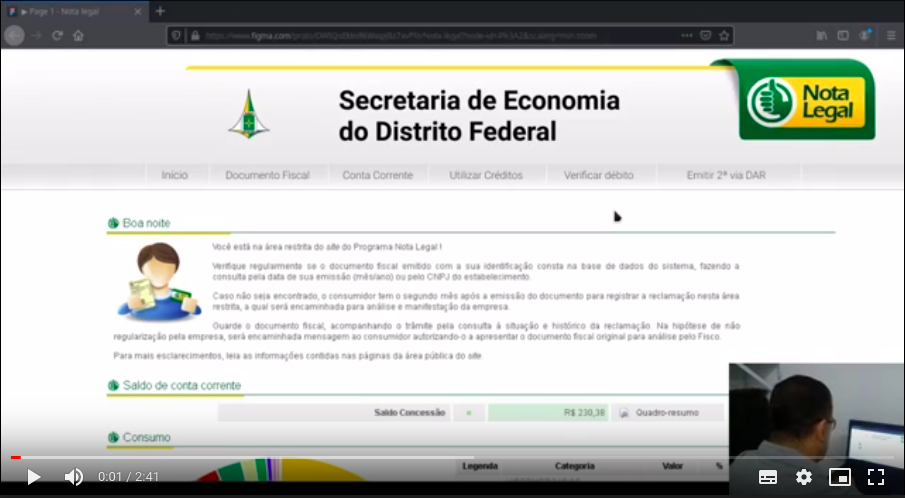 Page 1 - Nota legal
Nota
Legal
Secretaria de Economia
do Distrito Federal
Início
Documento Fiscal
Conta Corrente
Utilizar Créditos
Verificar débito
Emitir 2ª via DAR
Boa noite
Você está na área restrita do site do Programa Nota Legal !
Verifique regularmente se o documento fiscal emitido com a sua identificação consta na base de dados do sistema, fazendo a
consulta pela data de sua emissão (mês/ano) ou pelo CNPJ do estabelecimento.
Caso não seja encontrado, o consumidor tem o segundo mês após a emissão do documento para registrar a reclamação nesta área
restrita, a qual será encaminhada para análise e manifestação da empresa.
Guarde o documento fiscal, acompanhando o trâmite pela consulta à situação e histórico da reclamação. Na hipótese de não
regularização pela empresa, será encaminhada mensagem ao consumidor autorizando-o a apresentar o documento fiscal original para análise pelo Fisco.
Para mais esclarecimentos, leia as informações contidas nas páginas da área pública do site.
Saldo de conta corrente
Saldo Concessão + R$ 230,38 Quadro-resumo
Consumo
Legenda Categoria Valor %
0:01 / 2:41